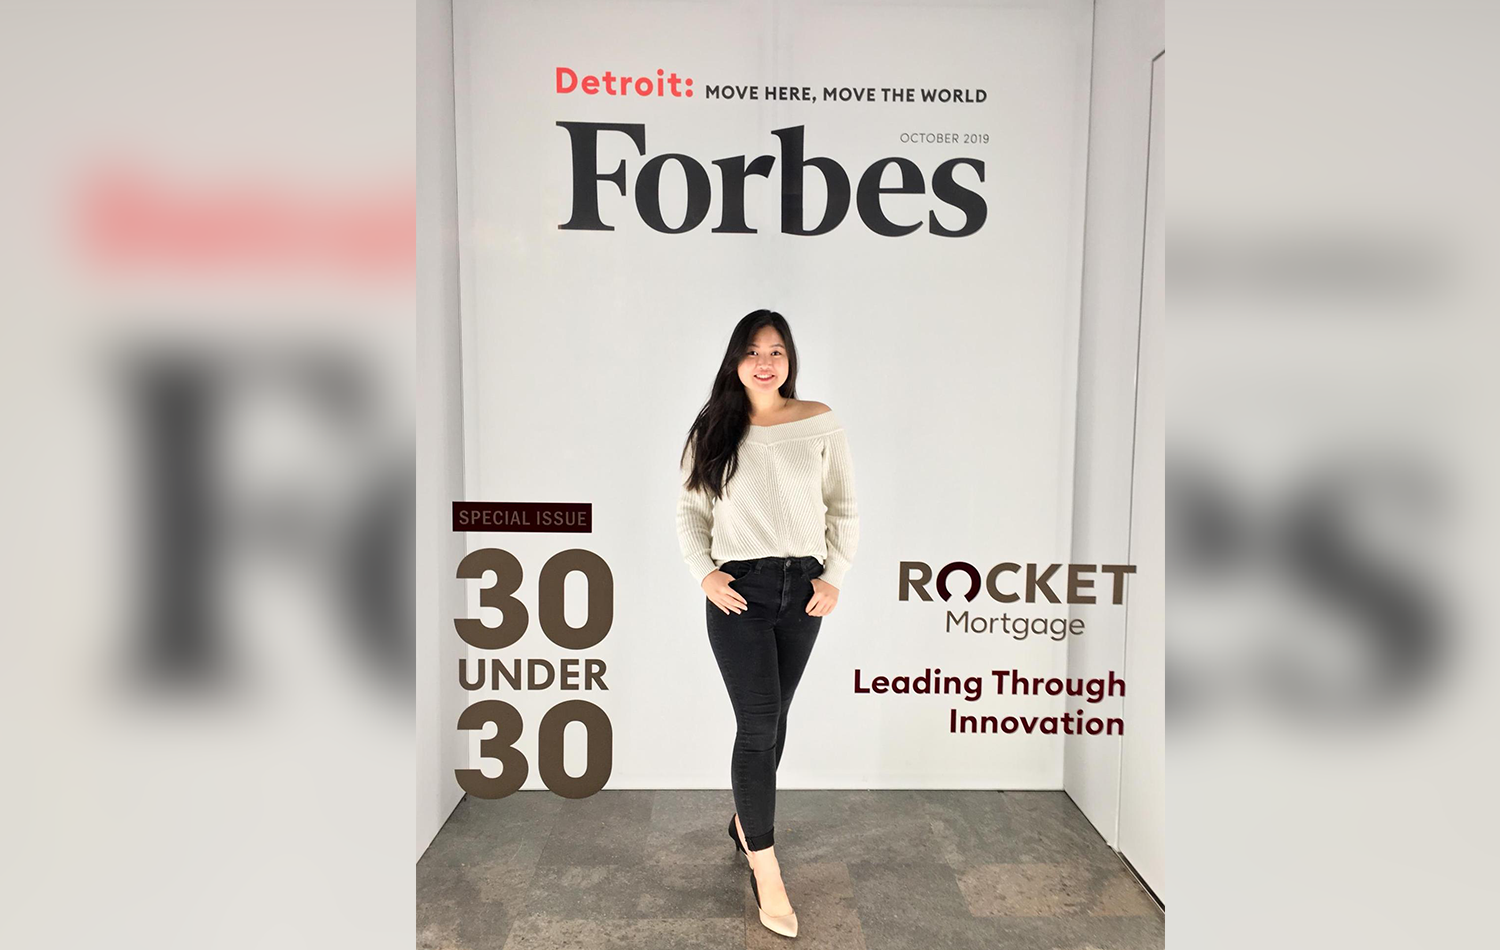 Detroit: MOVE HERE, MOVE THE WORLD
OCTOBER 2019
Forbes
SPECIAL ISSUE
30
UNDER
30
ROCKET
Mortgage
Leading Through
Innovation